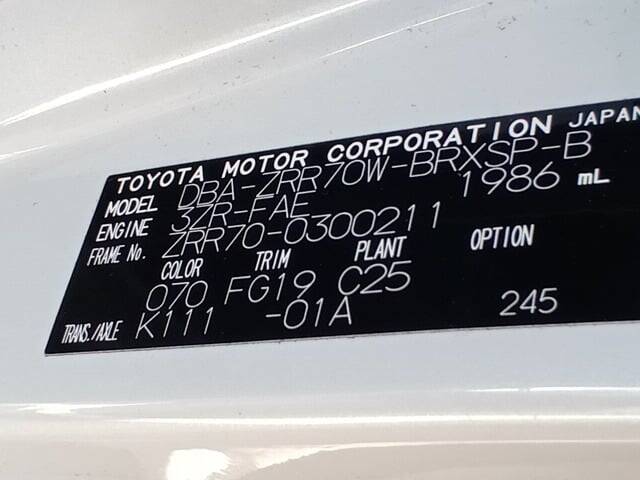 TOYOTA MOTOR CORPORATION JAPAN
MODEL DBA-ZRR70W-BRXSP-B
ENGINE 3ZR-FAE 1986 mL
FRAME No. ZRR70-0300211
COLOR TRIM PLANT OPTION
070 FG19 C25
TRANS./AXLE K111 -01A 245